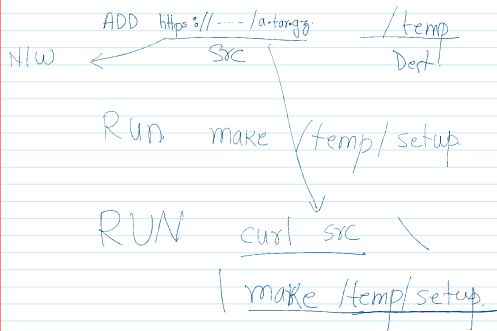 ADD https://----/a.tar.gz. /temp
N/W Src Dest!
Run make /temp/setup
RUN curl src \
| make /temp/setup.